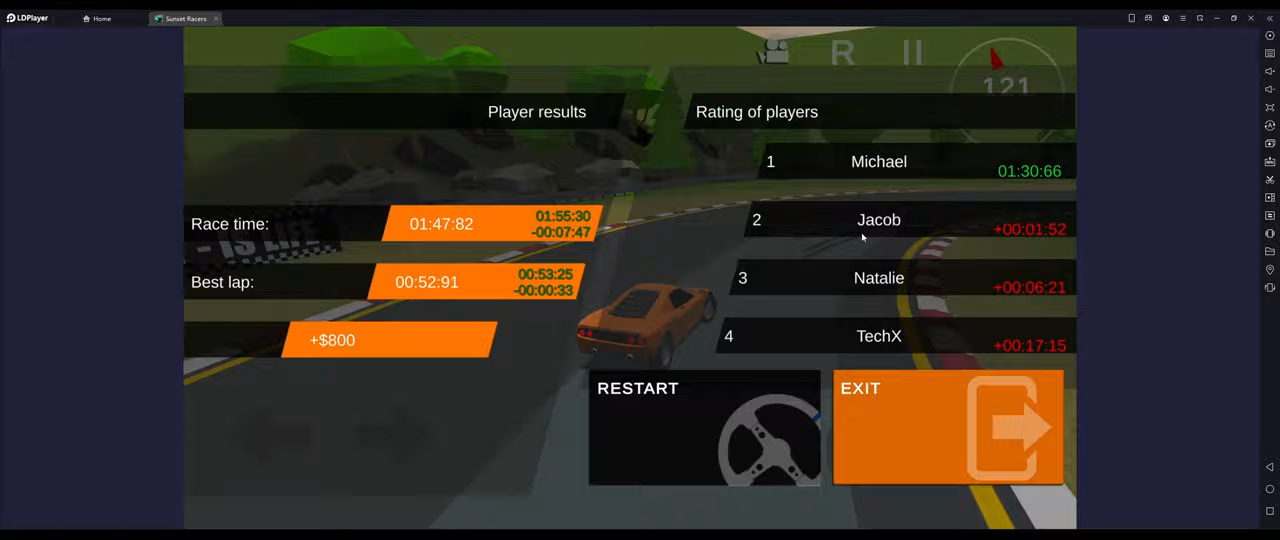 LDPlayer
Home
Sunset Racers
R
121
Player results
Rating of players
1 Michael 01:30:66
Race time: 01:47:82 01:55:30
-00:07:47
2 Jacob +00:01:52
- IS LIFE
Best lap: 00:52:91 00:53:25
-00:00:33
3 Natalie +00:06:21
+$800
4 TechX +00:17:15
RESTART
EXIT